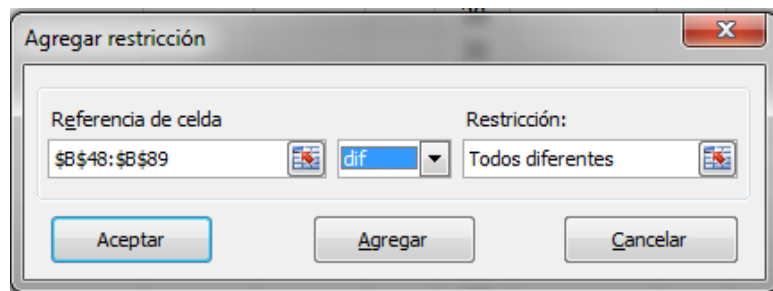 Agregar restricción
Referencia de celda
Restricción:
$B$48:$B$89
dif
Todos diferentes
Aceptar
Agregar
Cancelar